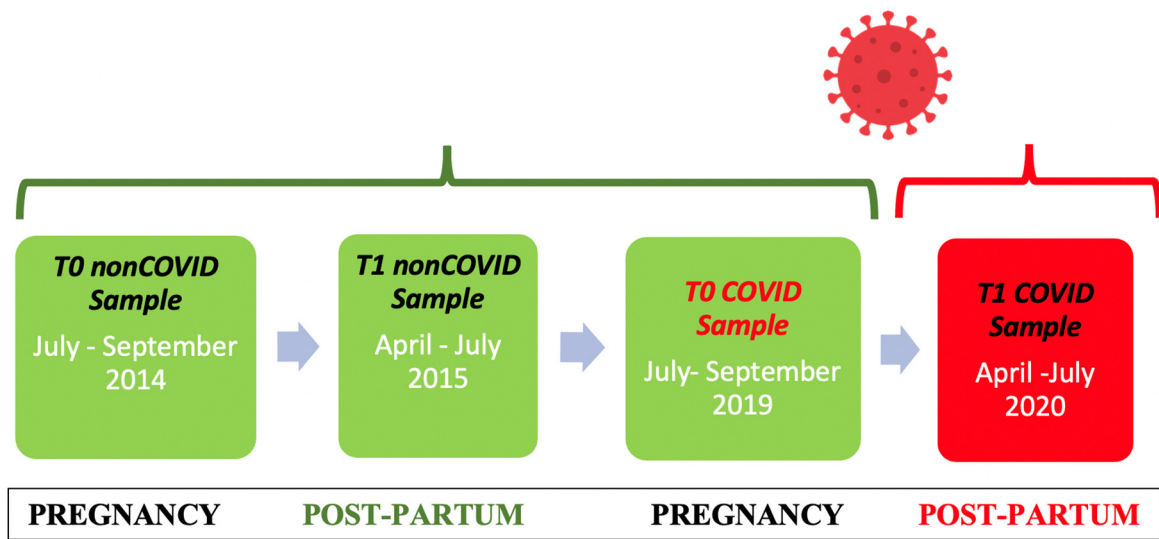 T0 nonCOVID
Sample
July - September
2014
T1 nonCOVID
Sample
April - July
2015
T0 COVID
Sample
July- September
2019
T1 COVID
Sample
April -July
2020
PREGNANCY
POST-PARTUM
PREGNANCY
POST-PARTUM